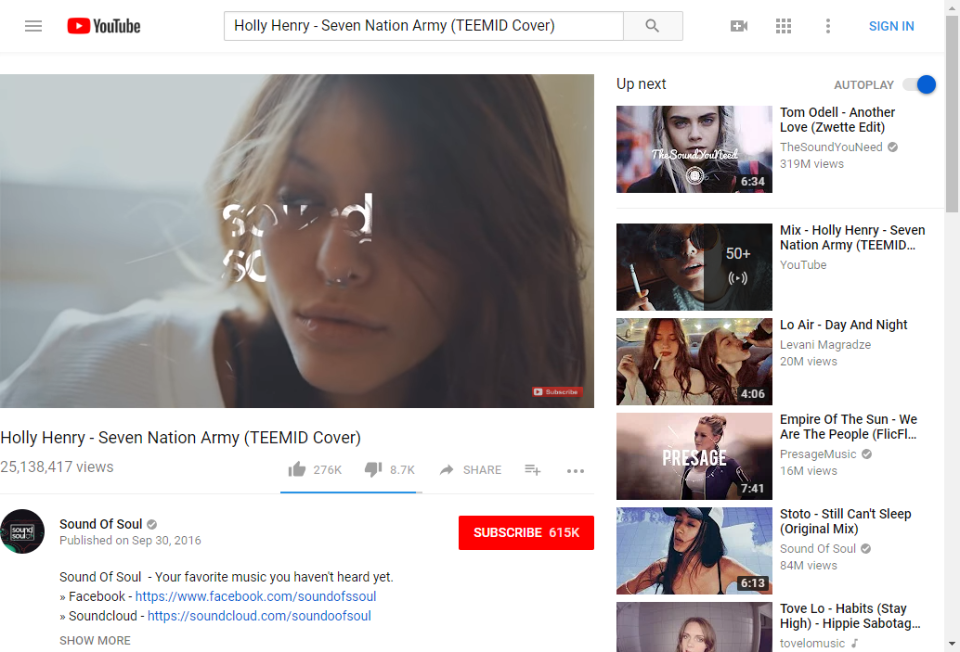 YouTube
Holly Henry - Seven Nation Army (TEEMID Cover)
SIGN IN
sound
so
Subscribe
Holly Henry - Seven Nation Army (TEEMID Cover)
25,138,417 views
276K
8.7K
SHARE
Sound Of Soul
Published on Sep 30, 2016
SUBSCRIBE 615K
sound
soul
Sound Of Soul - Your favorite music you haven't heard yet.
» Facebook - https://www.facebook.com/soundofssoul
» Soundcloud - https://soundcloud.com/soundoofsoul
SHOW MORE
Up next
AUTOPLAY
TheSoundYouNeed
6:34
Tom Odell - Another
Love (Zwette Edit)
TheSoundYouNeed
319M views
50+
Mix - Holly Henry - Seven
Nation Army (TEEMID...
YouTube
4:06
Lo Air - Day And Night
Levani Magradze
20M views
PRESAGE
7:41
Empire Of The Sun - We
Are The People (FlicFl...
PresageMusic
16M views
6:13
Stoto - Still Can't Sleep
(Original Mix)
Sound Of Soul
84M views
Tove Lo - Habits (Stay
High) - Hippie Sabotag...
tovelomusic